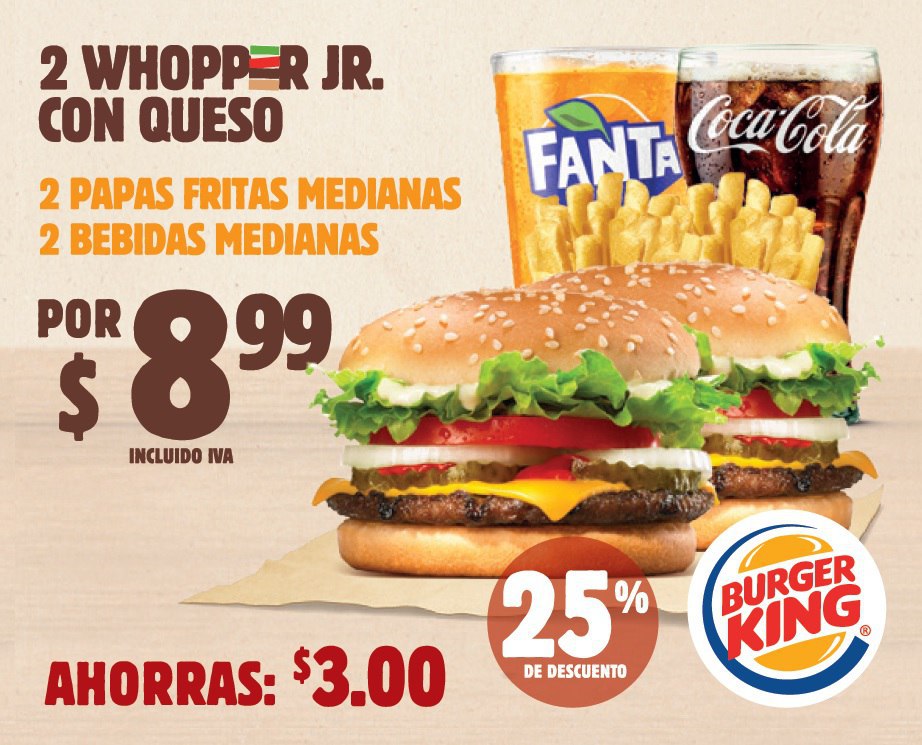 2 WHOPPER JR.
CON QUESO
2 PAPAS FRITAS MEDIANAS
2 BEBIDAS MEDIANAS
POR
$8.99
INCLUIDO IVA
FANTA
Coca-Cola
25%
DE DESCUENTO
BURGER
KING®
AHORRAS: $3.00